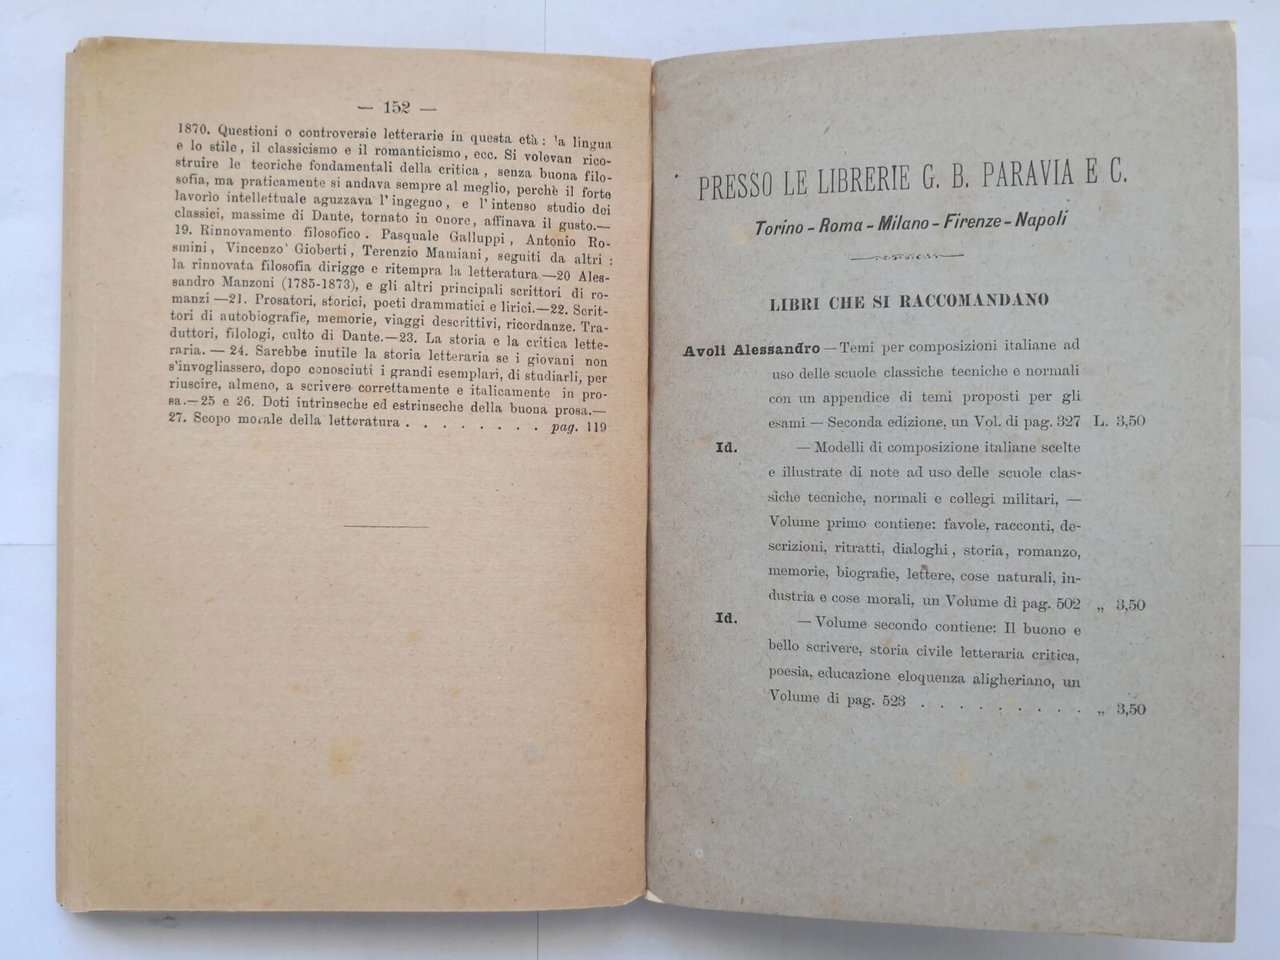 — 152 —
1870. Questioni o controversie letterarie in questa età: 'a lingua
e lo stile, il classicismo e il romanticismo, ecc. Si volevan rico-
struire le teoriche fondamentali della critica, senza buona filo-
sofia, ma praticamente si andava sempre al meglio, perchè il forte
lavorìo intellettuale aguzzava l'ingegno, e l'intenso studio dei
classici, massime di Dante, tornato in onore, affinava il gusto.—
19. Rinnovamento filosofico. Pasquale Galluppi, Antonio Ros-
mini, Vincenzo Gioberti, Terenzio Mamiani, seguiti da altri:
la rinnovata filosofia dirigge e ritempra la letteratura.—20 Ales-
sandro Manzoni (1785-1873), e gli altri principali scrittori di ro-
manzi—21. Prosatori, storici, poeti drammatici e lirici.—22. Scrit-
tori di autobiografie, memorie, viaggi descrittivi, ricordanze. Tra-
duttori, filologi, culto di Dante.—23. La storia e la critica lette-
raria. — 24. Sarebbe inutile la storia letteraria se i giovani non
s'invogliassero, dopo conosciuti i grandi esemplari, di studiarli, per
riuscire, almeno, a scrivere correttamente e italicamente in pro-
sa.—25 e 26. Doti intrinseche ed estrinseche della buona prosa.—
27. Scopo morale della letteratura . . . . . . . . pag. 119
PRESSO LE LIBRERIE G. B. PARAVIA E C.
Torino - Roma - Milano - Firenze - Napoli
LIBRI CHE SI RACCOMANDANO
Avoli Alessandro — Temi per composizioni italiane ad
uso delle scuole classiche tecniche e normali
con un appendice di temi proposti per gli
esami — Seconda edizione, un Vol. di pag. 327 L. 3,50
Id. — Modelli di composizione italiane scelte
e illustrate di note ad uso delle scuole clas-
siche tecniche, normali e collegi militari, —
Volume primo contiene: favole, racconti, de-
scrizioni, ritratti, dialoghi, storia, romanzo,
memorie, biografie, lettere, cose naturali, in-
dustria e cose morali, un Volume di pag. 502 „ 3,50
Id. — Volume secondo contiene: Il buono e
bello scrivere, storia civile letteraria critica,
poesia, educazione eloquenza aligheriano, un
Volume di pag. 523 . . . . . . . . . „ 3,50